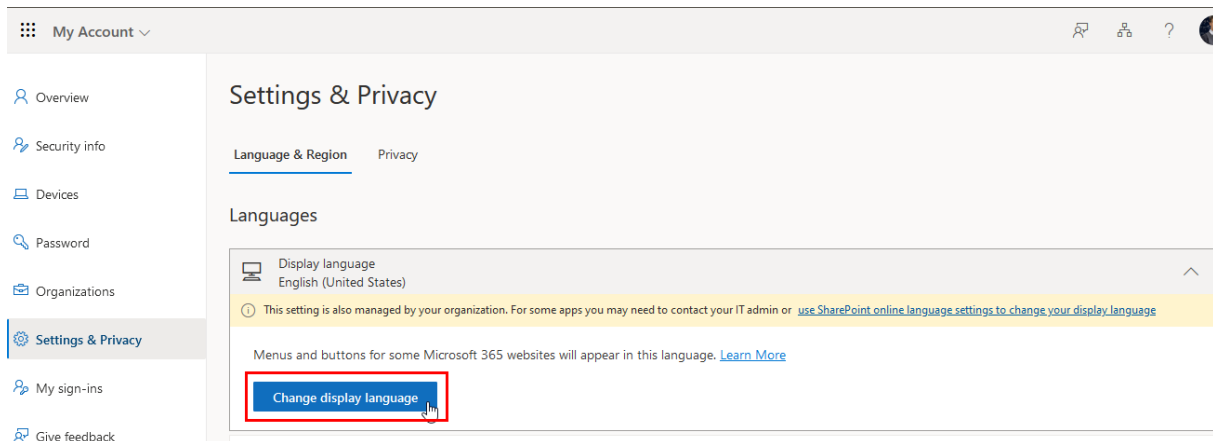 My Account
?
Overview
Security info
Devices
Password
Organizations
Settings & Privacy
My sign-ins
Give feedback
Settings & Privacy
Language & Region Privacy
Languages
Display language
English (United States)
This setting is also managed by your organization. For some apps you may need to contact your IT admin or use SharePoint online language settings to change your display language
Menus and buttons for some Microsoft 365 websites will appear in this language. Learn More
Change display language